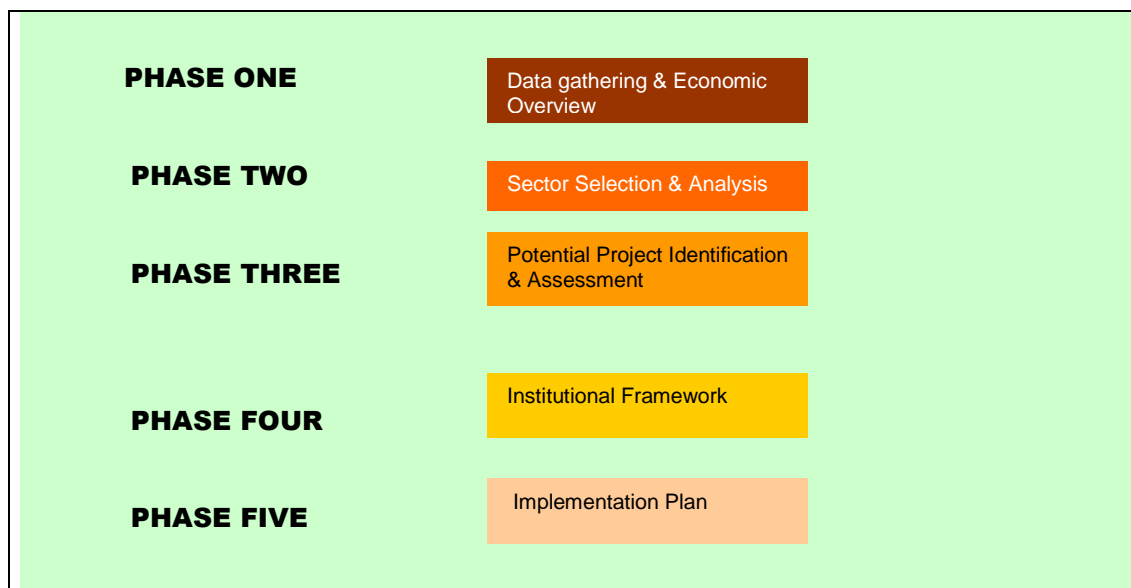 PHASE ONE
Data gathering & Economic
Overview
PHASE TWO
Sector Selection & Analysis
PHASE THREE
Potential Project Identification
& Assessment
PHASE FOUR
Institutional Framework
PHASE FIVE
Implementation Plan